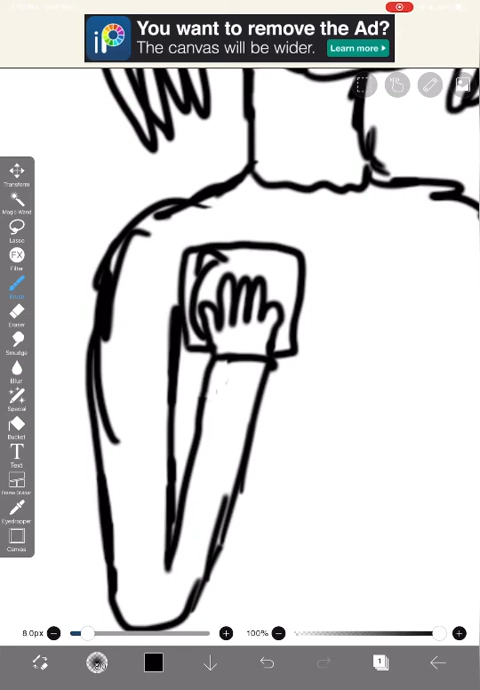 You want to remove the Ad?
The canvas will be wider.
Learn more
iP
Transform
Magic Wand
Lasso
FX
Filter
Brush
Eraser
Smudge
Blur
Special
Bucket
T
Text
Frame Divider
Eyedropper
Canvas
8.0px
100%
1